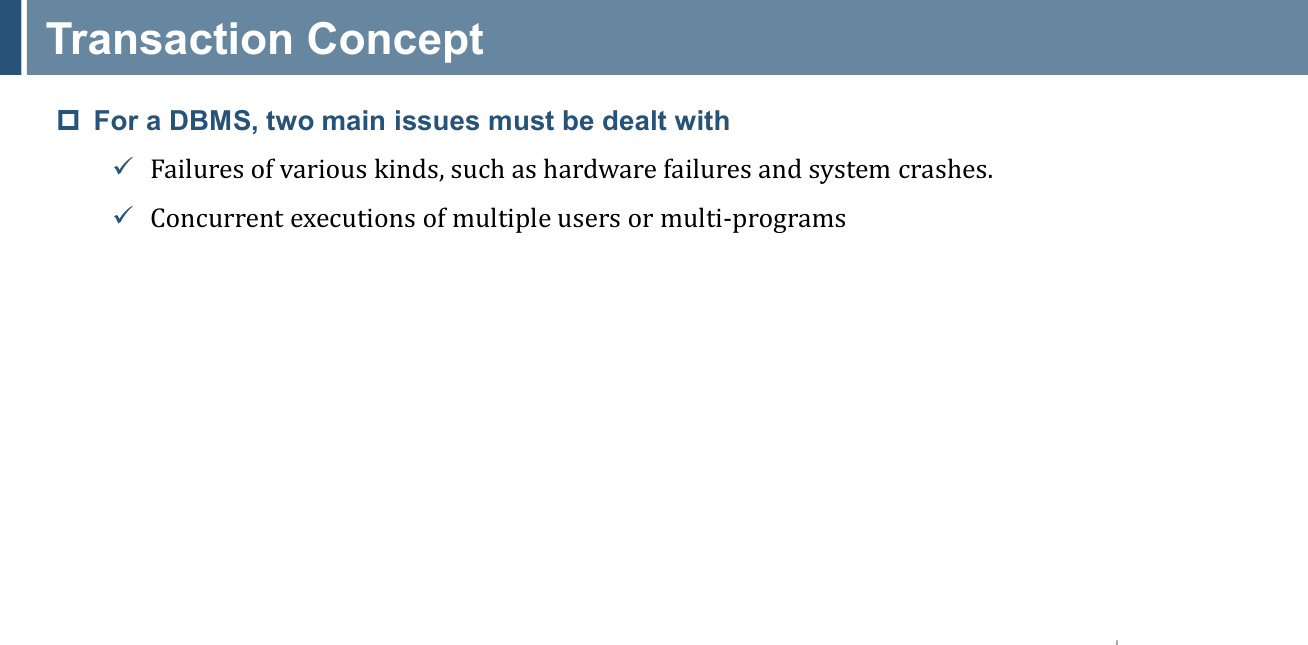 Transaction Concept
For a DBMS, two main issues must be dealt with
Failures of various kinds, such as hardware failures and system crashes.
Concurrent executions of multiple users or multi-programs